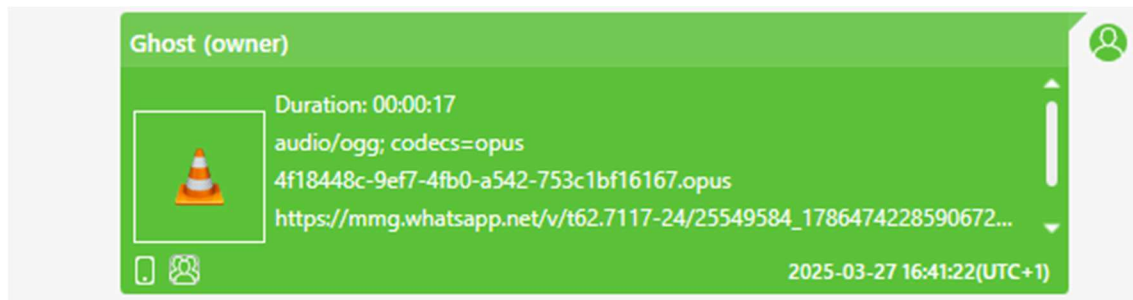 Ghost (owner)
Duration: 00:00:17
audio/ogg; codecs=opus
4f18448c-9ef7-4fb0-a542-753c1bf16167.opus
https://mmg.whatsapp.net/v/t62.7117-24/25549584_1786474228590672...
2025-03-27 16:41:22(UTC+1)